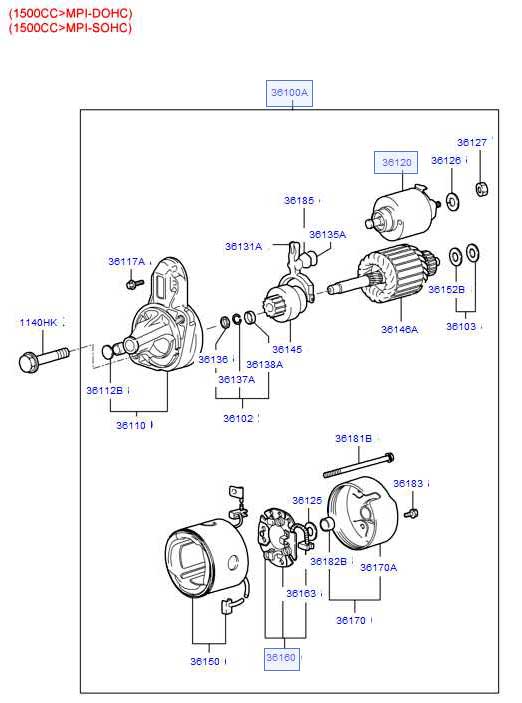 (1500CC>MPI-DOHC)
(1500CC>MPI-SOHC)
36100A
36127
36120
36126
36185
36135A
36131A
36117A
36152B
1140HK
36103
36146A
36145
36136
36138A
36137A
36112B
36102
36110
36181B
36183
36125
36182B
36170A
36163
36170
36150
36160